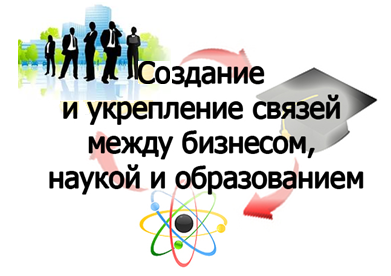 Создание
и укрепление связей
между бизнесом,
наукой и образованием